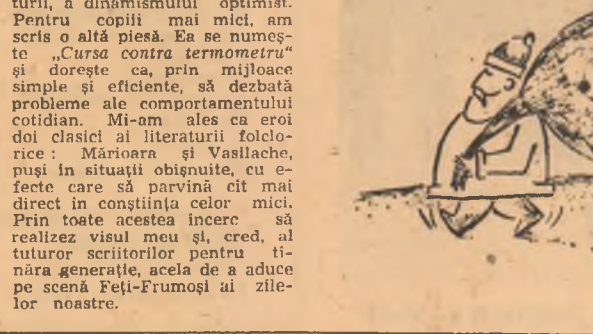 turii, a dinamismului optimist.
Pentru copiii mai mici, am
scris o altă piesă. Ea se numeș-
te „Cursa contra termometru“
și dorește ca, prin mijloace
simple și eficiente, să dezbată
probleme ale comportamentului
cotidian. Mi-am ales ca eroi
doi clasici ai literaturii folclo-
rice : Mărioara și Vasilache,
puși în situații obișnuite, cu e-
fecte care să parvină cît mai
direct în conștiința celor mici.
Prin toate acestea încerc să
realizez visul meu și, cred, al
tuturor scriitorilor pentru tî-
năra generație, acela de a aduce
pe scenă Feți-Frumoși ai zile-
lor noastre.